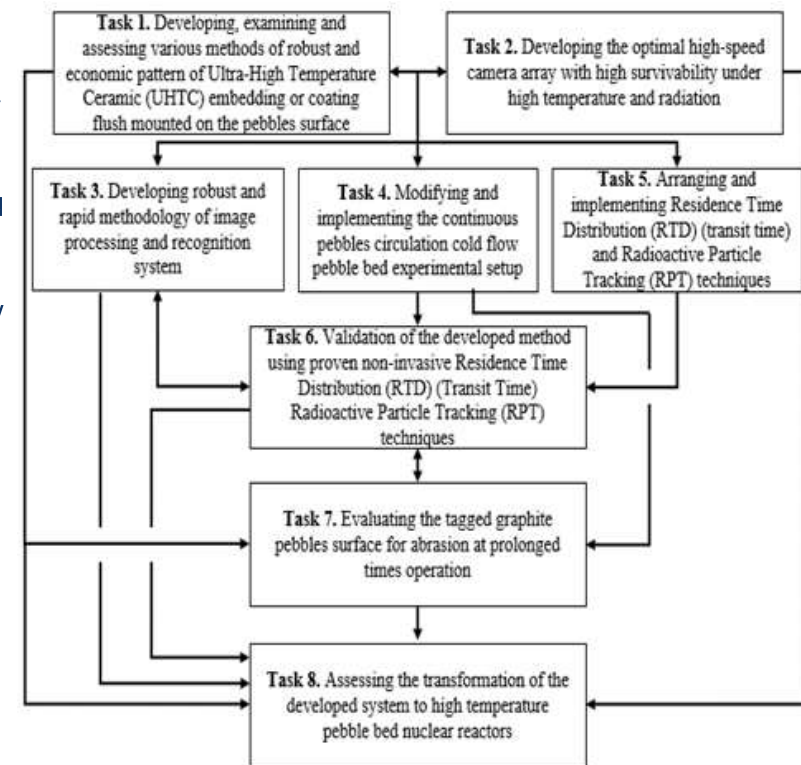 Task 1. Developing, examining and
assessing various methods of robust and
economic pattern of Ultra-High Temperature
Ceramic (UHTC) embedding or coating
flush mounted on the pebbles surface
Task 2. Developing the optimal high-speed
camera array with high survivability under
high temperature and radiation
Task 3. Developing robust and
rapid methodology of image
processing and recognition
system
Task 4. Modifying and
implementing the continuous
pebbles circulation cold flow
pebble bed experimental setup
Task 5. Arranging and
implementing Residence Time
Distribution (RTD) (transit time)
and Radioactive Particle
Tracking (RPT) techniques
Task 6. Validation of the developed method
using proven non-invasive Residence Time
Distribution (RTD) (Transit Time)
Radioactive Particle Tracking (RPT)
techniques
Task 7. Evaluating the tagged graphite
pebbles surface for abrasion at prolonged
times operation
Task 8. Assessing the transformation of the
developed system to high temperature
pebble bed nuclear reactors